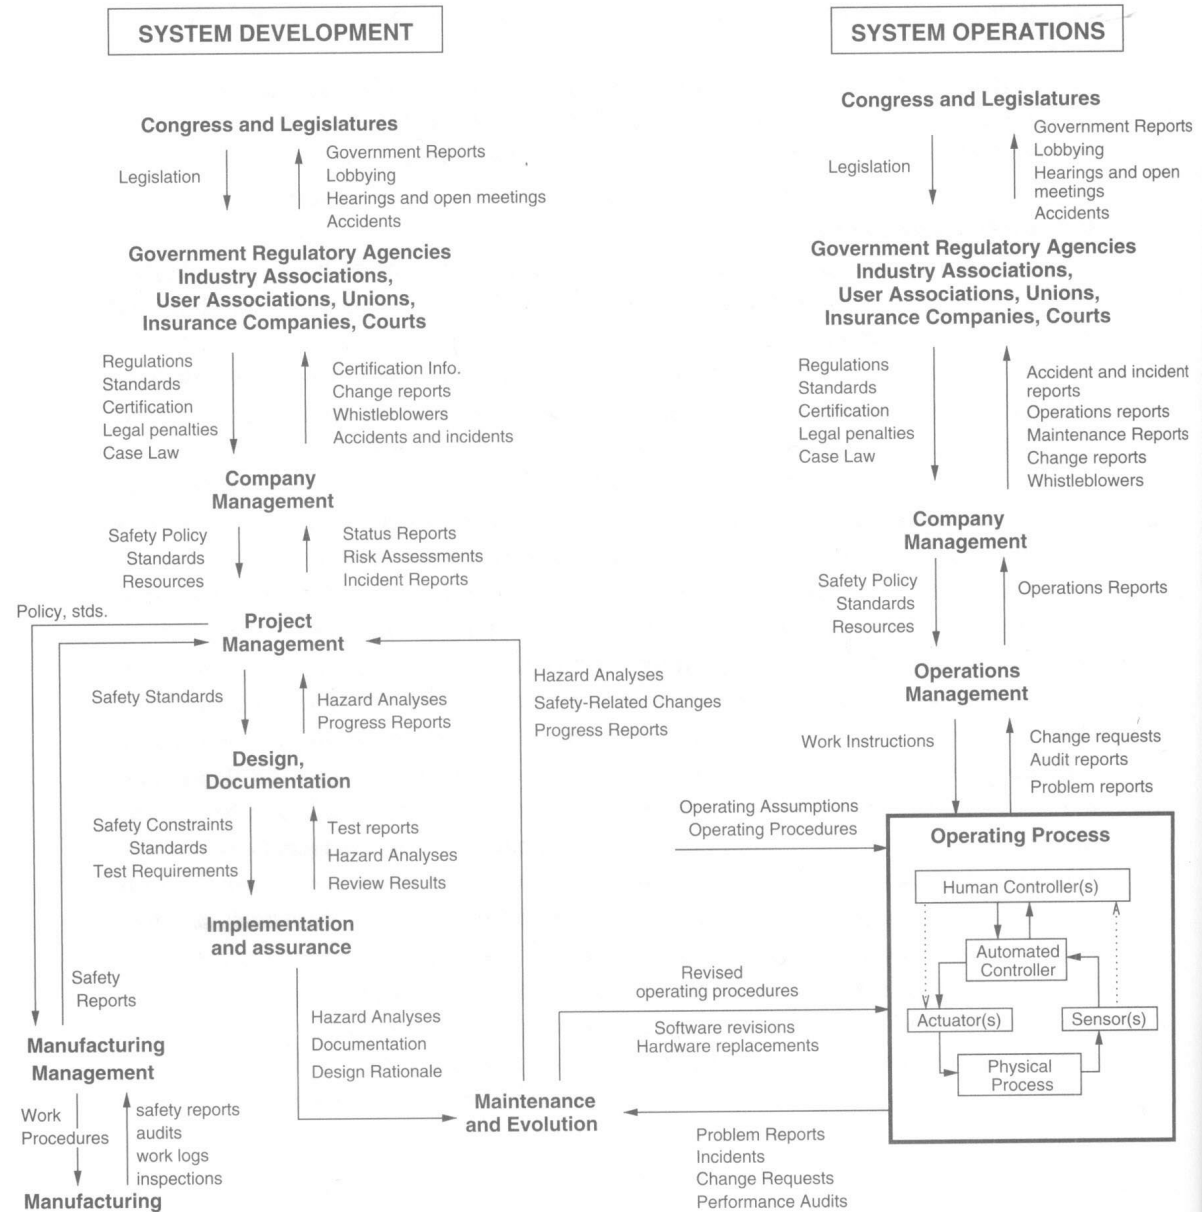 SYSTEM DEVELOPMENT
Congress and Legislatures
Legislation
Government Reports
Lobbying
Hearings and open meetings
Accidents
Government Regulatory Agencies
Industry Associations,
User Associations, Unions,
Insurance Companies, Courts
Regulations
Standards
Certification
Legal penalties
Case Law
Certification Info.
Change reports
Whistleblowers
Accidents and incidents
Company
Management
Safety Policy
Standards
Resources
Status Reports
Risk Assessments
Incident Reports
Policy, stds.
Project
Management
Safety Standards
Hazard Analyses
Progress Reports
Hazard Analyses
Safety-Related Changes
Progress Reports
Design,
Documentation
Safety Constraints
Standards
Test Requirements
Test reports
Hazard Analyses
Review Results
Implementation
and assurance
Safety
Reports
Hazard Analyses
Documentation
Design Rationale
Manufacturing
Management
Work
Procedures
safety reports
audits
work logs
inspections
Manufacturing
Maintenance
and Evolution
SYSTEM OPERATIONS
Congress and Legislatures
Legislation
Government Reports
Lobbying
Hearings and open
meetings
Accidents
Government Regulatory Agencies
Industry Associations,
User Associations, Unions,
Insurance Companies, Courts
Regulations
Standards
Certification
Legal penalties
Case Law
Accident and incident
reports
Operations reports
Maintenance Reports
Change reports
Whistleblowers
Company
Management
Safety Policy
Standards
Resources
Operations Reports
Operations
Management
Work Instructions
Change requests
Audit reports
Problem reports
Operating Assumptions
Operating Procedures
Operating Process
Human Controller(s)
Automated
Controller
Actuator(s)
Sensor(s)
Physical
Process
Revised
operating procedures
Software revisions
Hardware replacements
Problem Reports
Incidents
Change Requests
Performance Audits